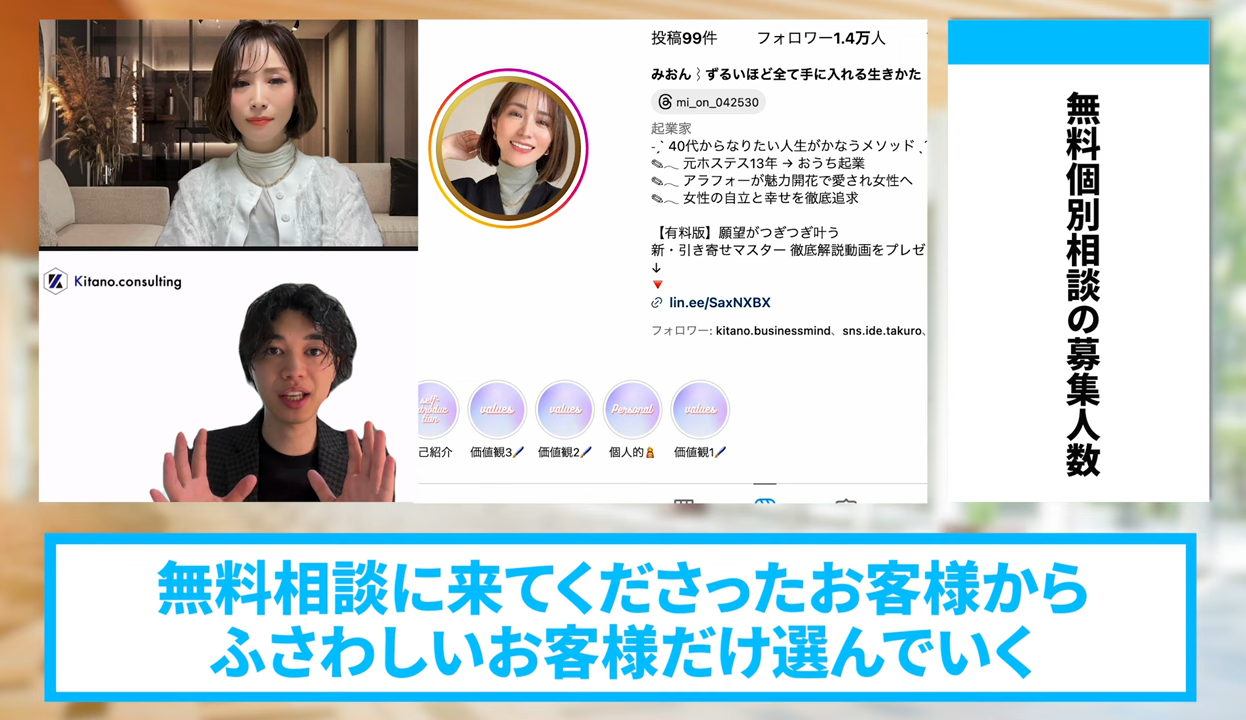 Kitano.consulting
投稿99件 フォロワー1.4万人
みおん ⌇ ずるいほど全て手に入れる生きかた
mi_on_042530
起業家
40代からなりたい人生がかなうメソッド
✎𓂃 元ホステス13年 → おうち起業
✎𓂃 アラフォーが魅力開花で愛され女性へ
✎𓂃 女性の自立と幸せを徹底追求
【有料版】願望がつぎつぎ叶う
新・引き寄せマスター 徹底解説動画をプレゼ
↓
🔻
lin.ee/SaxNXBX
フォロワー: kitano.businessmind、sns.ide.takuro、
self-
tion
values
values
Personal
values
己紹介 価値観3🖊 価値観2🖊 個人的 価値観1🖊
無料個別相談の募集人数
無料相談に来てくださったお客様から
ふさわしいお客様だけ選んでいく